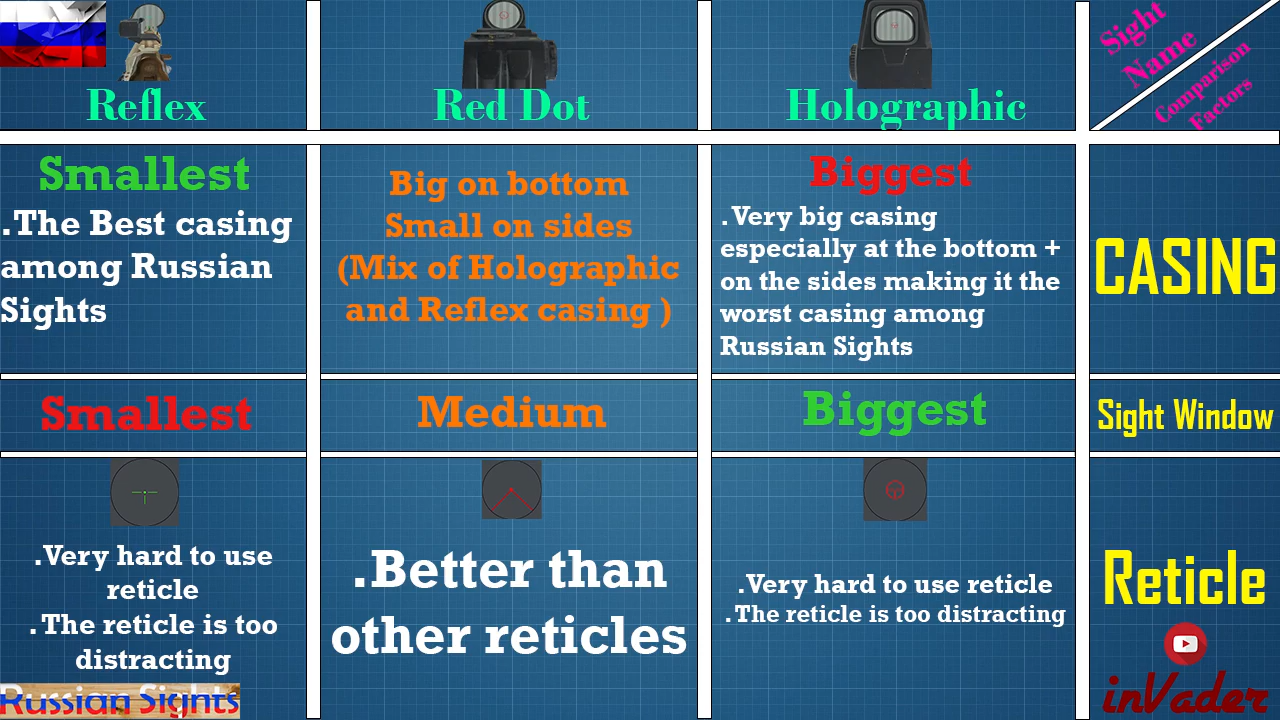 Reflex
Red Dot
Holographic
Sight
Name
Comparison
Factors
Smallest
.The Best casing
among Russian
Sights
Big on bottom
Small on sides
(Mix of Holographic
and Reflex casing )
Biggest
. Very big casing
especially at the bottom +
on the sides making it the
worst casing among
Russian Sights
CASING
Smallest
Medium
Biggest
Sight Window
.Very hard to use
reticle
. The reticle is too
distracting
.Better than
other reticles
.Very hard to use reticle
. The reticle is too distracting
Reticle
Russian Sights
inVader